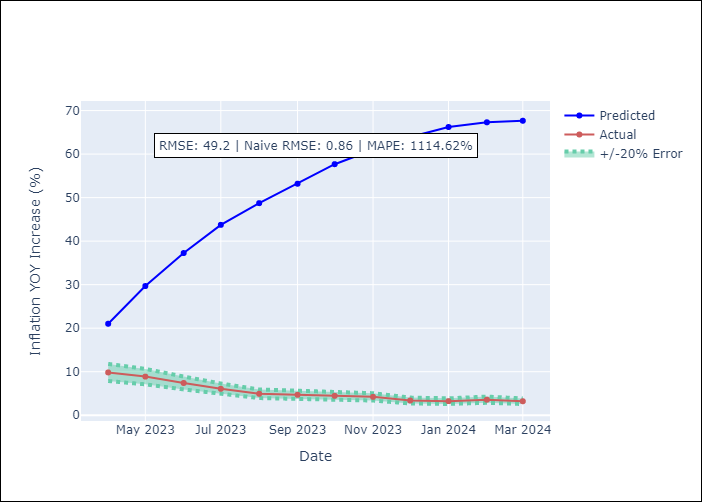 70
60
50
40
30
20
10
0
Inflation YOY Increase (%)
RMSE: 49.2 | Naive RMSE: 0.86 | MAPE: 1114.62%
Predicted
Actual
+/-20% Error
May 2023 Jul 2023 Sep 2023 Nov 2023 Jan 2024 Mar 2024
Date